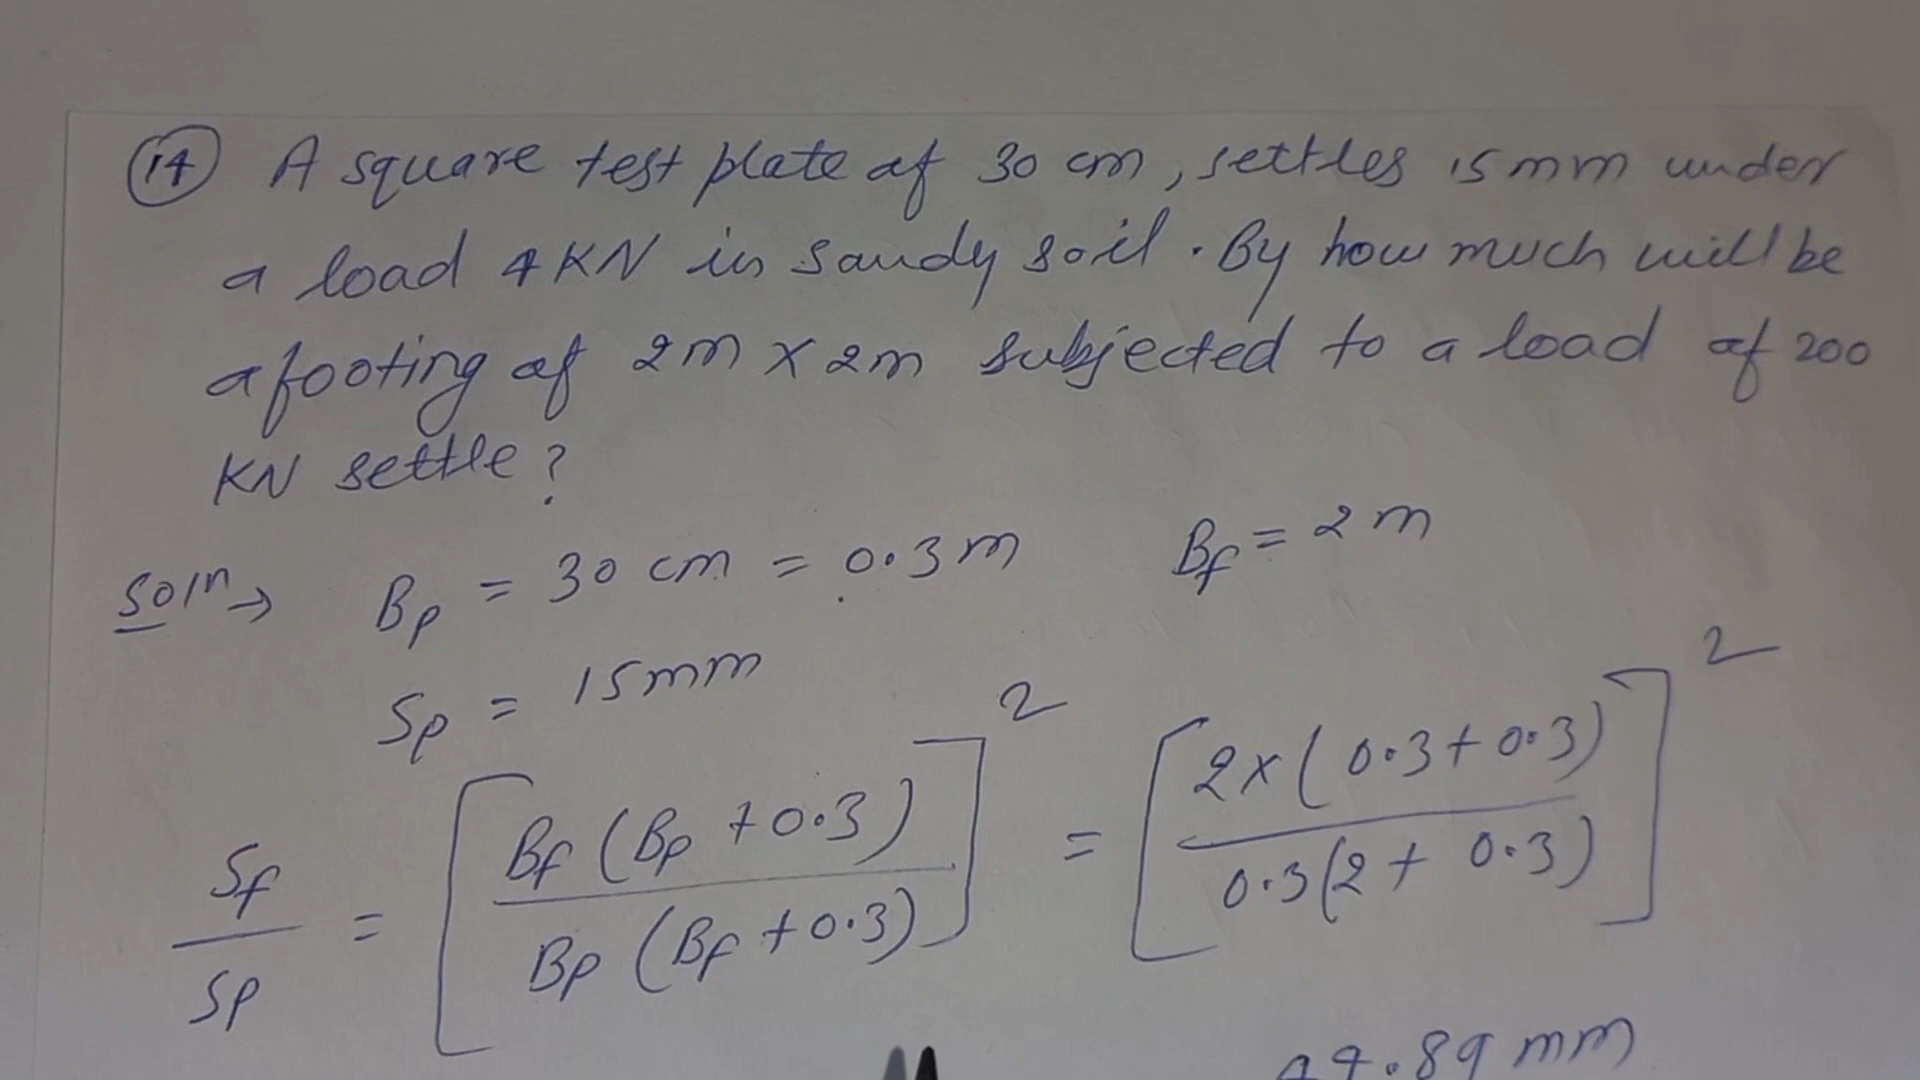 14 A square test plate of 30 cm, settles 15 mm under
a load 4 KN in sandy soil. By how much will be
a footing of 2m X 2m subjected to a load of 200
KN settle?
Soln → Bp = 30 cm = 0.3 m Bf = 2 m
Sp = 15mm
Sf / Sp = [Bf (Bp + 0.3) / Bp (Bf + 0.3)]² = [2 x (0.3 + 0.3) / 0.3 (2 + 0.3)]²
.89 mm